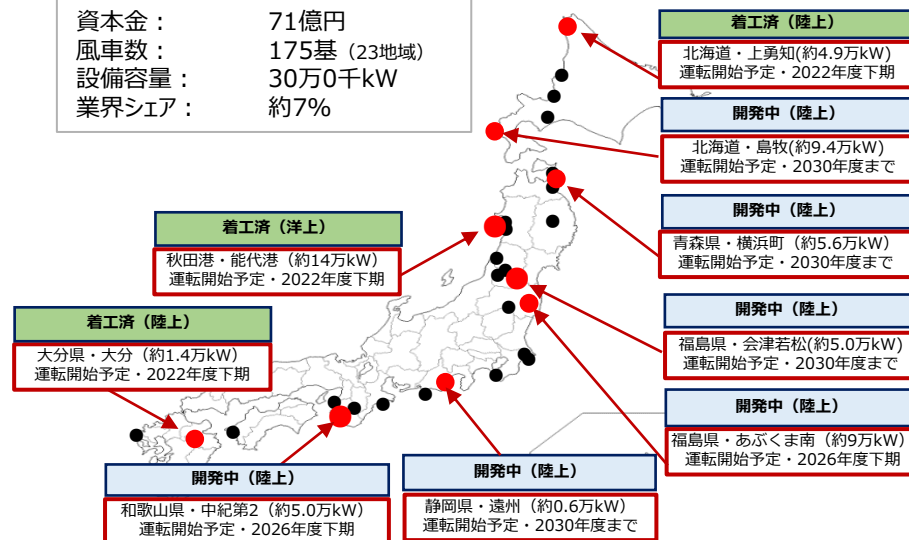 資本金： 71億円
風車数： 175基（23地域）
設備容量： 30万0千kW
業界シェア： 約7%
着工済（陸上）
北海道・上勇知(約4.9万kW)
運転開始予定・2022年度下期
開発中（陸上）
北海道・島牧(約9.4万kW)
運転開始予定・2030年度まで
開発中（陸上）
青森県・横浜町（約5.6万kW）
運転開始予定・2030年度まで
着工済（洋上）
秋田港・能代港（約14万kW）
運転開始予定・2022年度下期
開発中（陸上）
福島県・会津若松(約5.0万kW)
運転開始予定・2030年度まで
着工済（陸上）
大分県・大分（約1.4万kW）
運転開始予定・2022年度下期
開発中（陸上）
福島県・あぶくま南（約9万kW）
運転開始予定・2026年度下期
開発中（陸上）
和歌山県・中紀第2（約5.0万kW）
運転開始予定・2026年度下期
開発中（陸上）
静岡県・遠州（約0.6万kW）
運転開始予定・2030年度まで